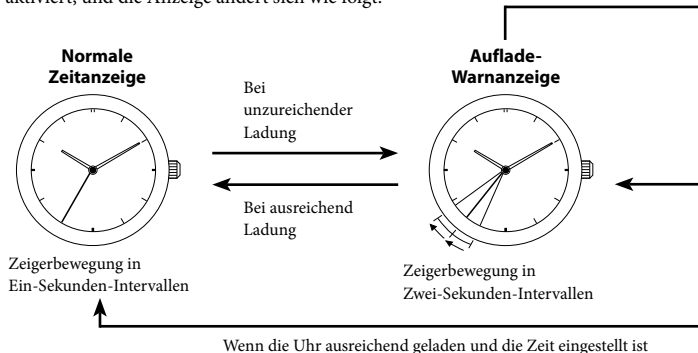 aktiviert, und die Anzeige ändert sich wie folgt.
Normale
Zeitanzeige
Bei
unzureichender
Ladung
Auflade-
Warnanzeige
Bei ausreichend
Ladung
Zeigerbewegung in
Ein-Sekunden-Intervallen
Zeigerbewegung in
Zwei-Sekunden-Intervallen
Wenn die Uhr ausreichend geladen und die Zeit eingestellt ist